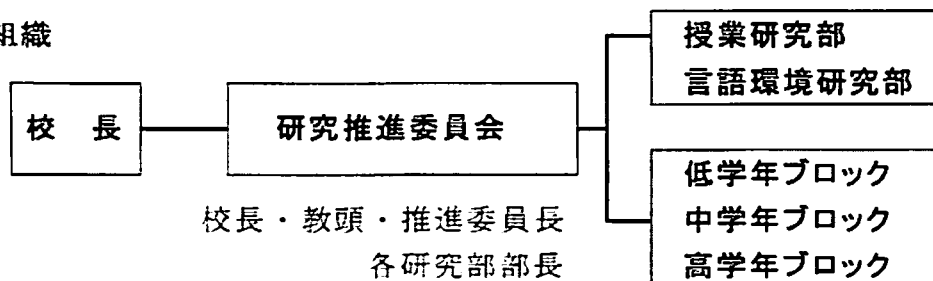 組織
校　長
研究推進委員会
校長・教頭・推進委員長
各研究部部長
授業研究部
言語環境研究部
低学年ブロック
中学年ブロック
高学年ブロック